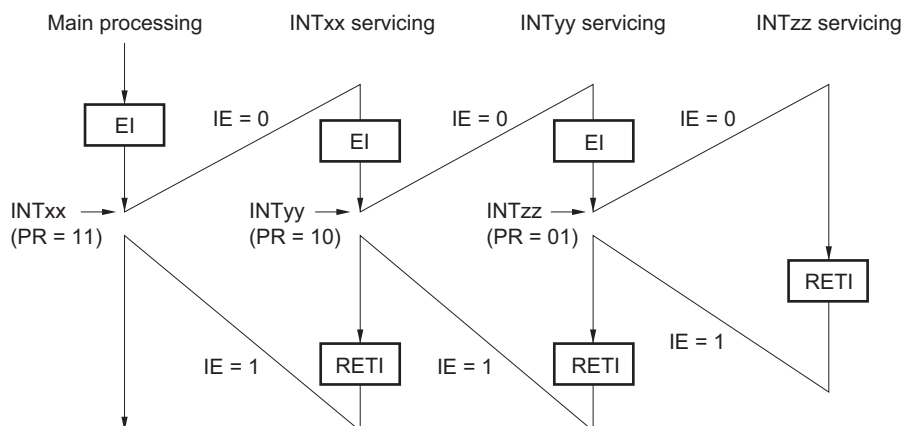 Main processing INTxx servicing INTyy servicing INTzz servicing
EI IE = 0 EI IE = 0 EI IE = 0
INTxx INTyy INTzz
(PR = 11) (PR = 10) (PR = 01)
RETI
IE = 1 RETI IE = 1 RETI IE = 1